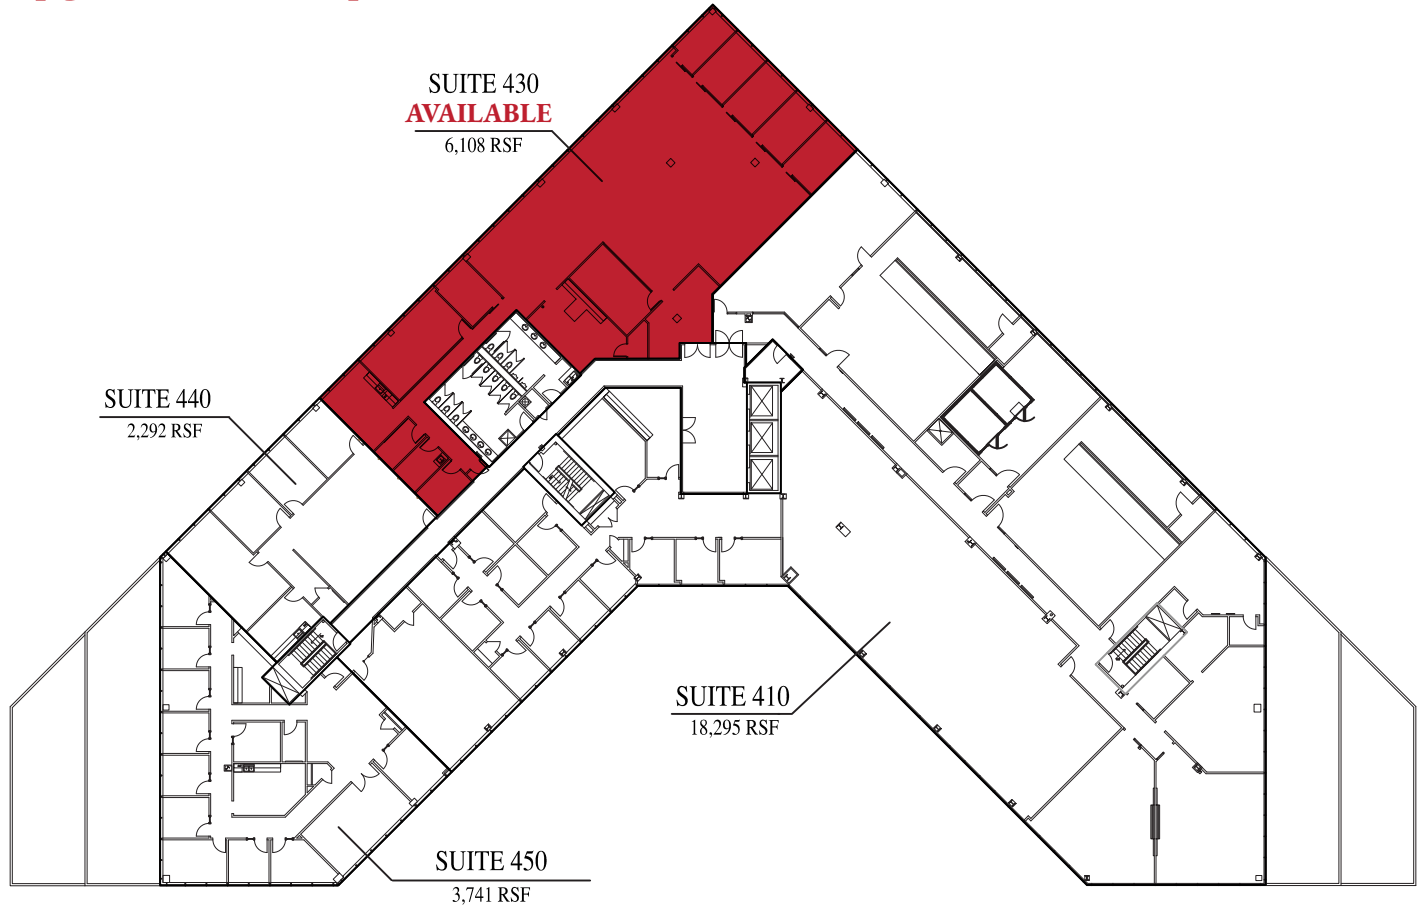 SUITE 430
AVAILABLE
6,108 RSF
SUITE 440
2,292 RSF
SUITE 410
18,295 RSF
SUITE 450
3,741 RSF